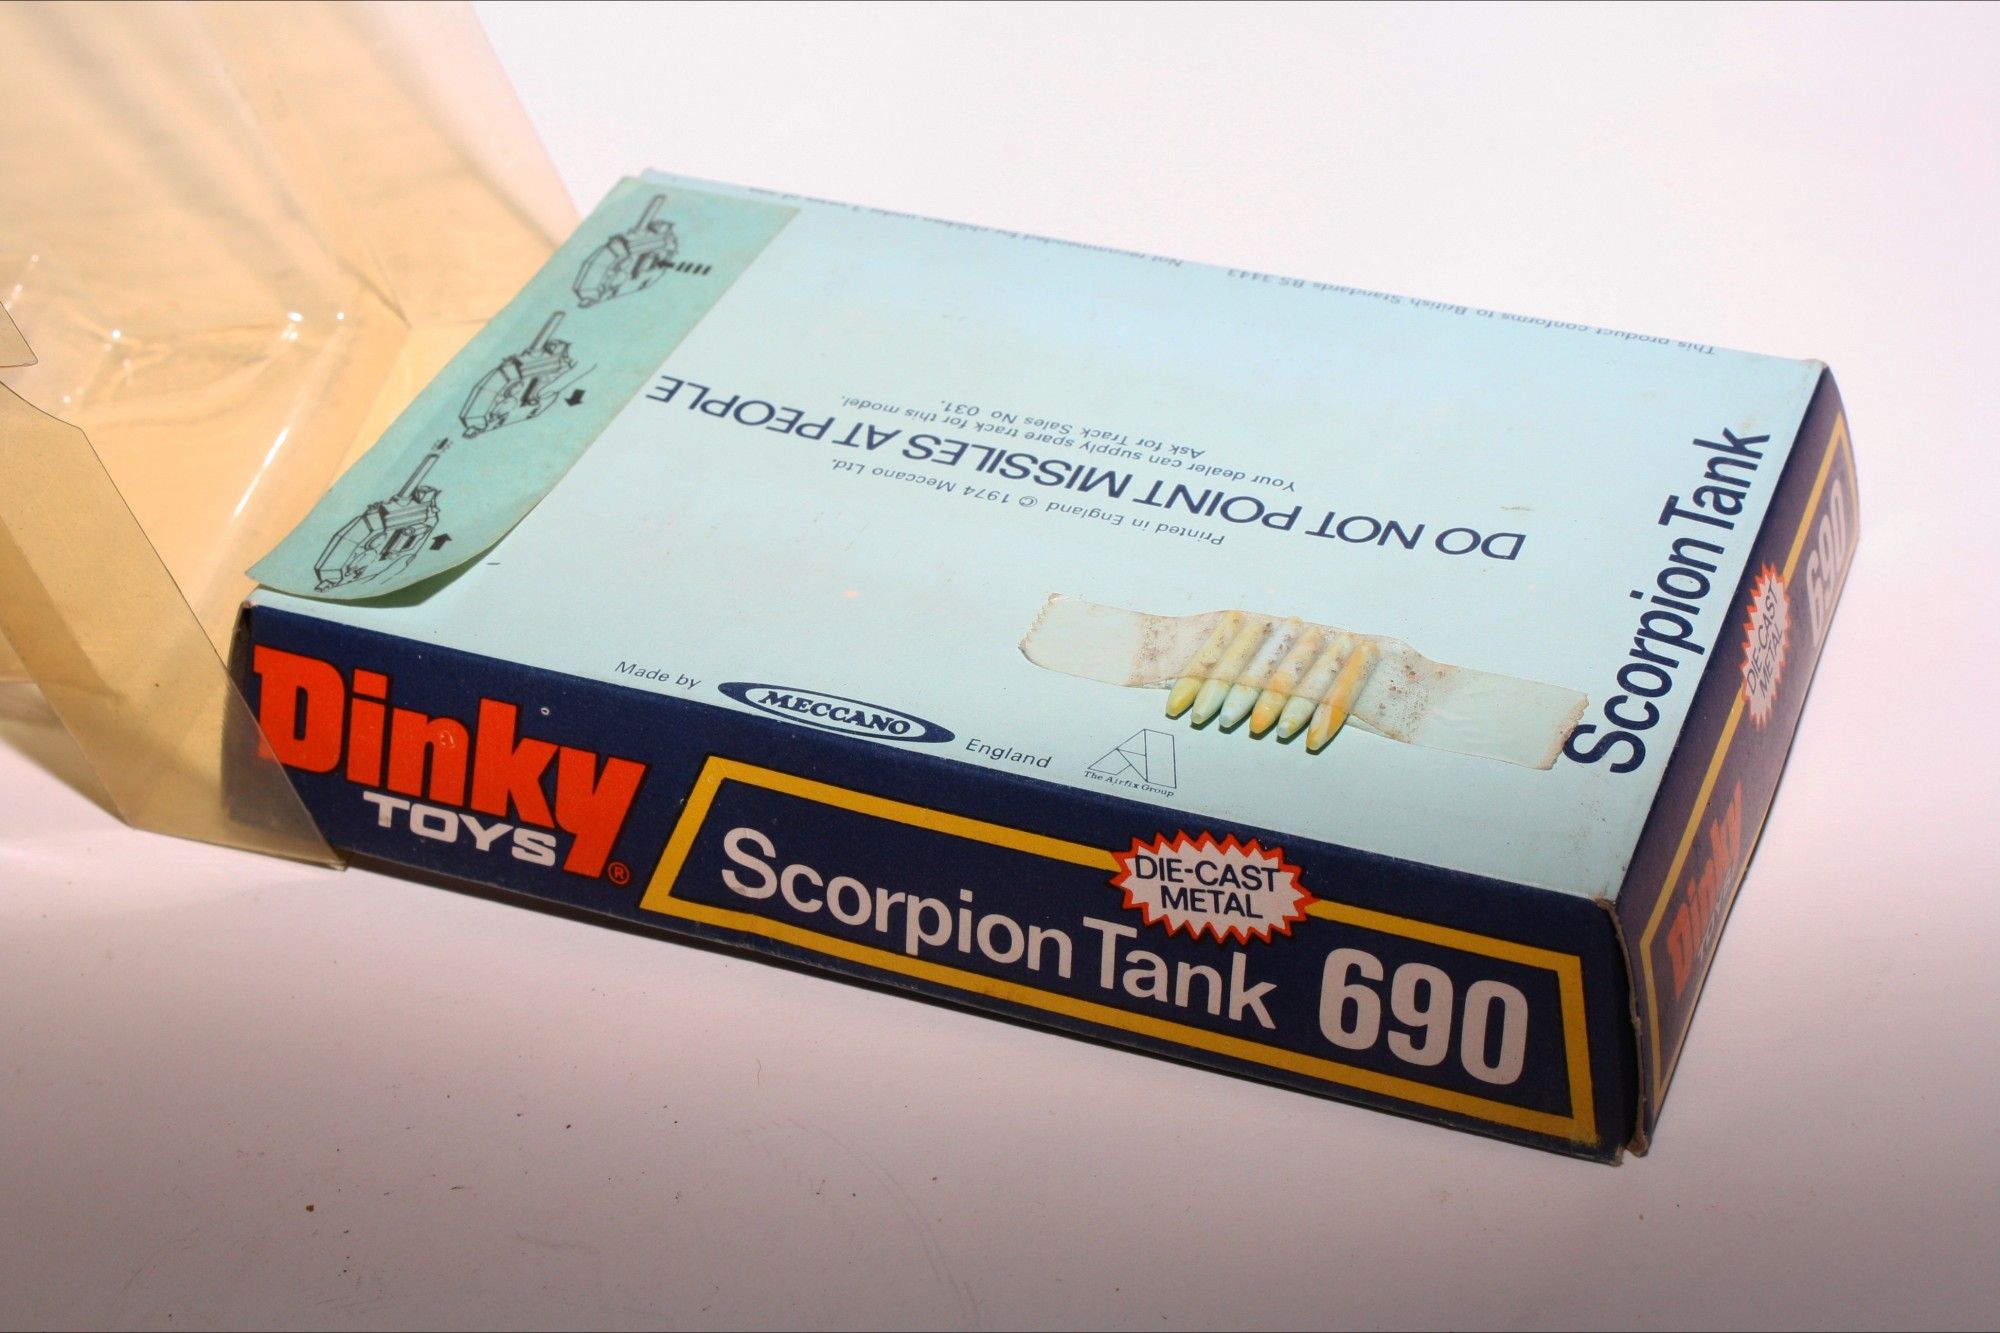 This product conforms to British Standards BS 3443
Not recommended for children under 3 years
Ask for Track Sales No 031.
Your dealer can supply spare track for this model.
DO NOT POINT MISSILES AT PEOPLE
Printed in England © 1974 Meccano Ltd.
Scorpion Tank
Made by
MECCANO
England
The Airfix Group
Dinky
TOYS
®
Scorpion Tank
DIE-CAST
METAL
690
690
DIE-CAST
METAL
Dinky
TOYS